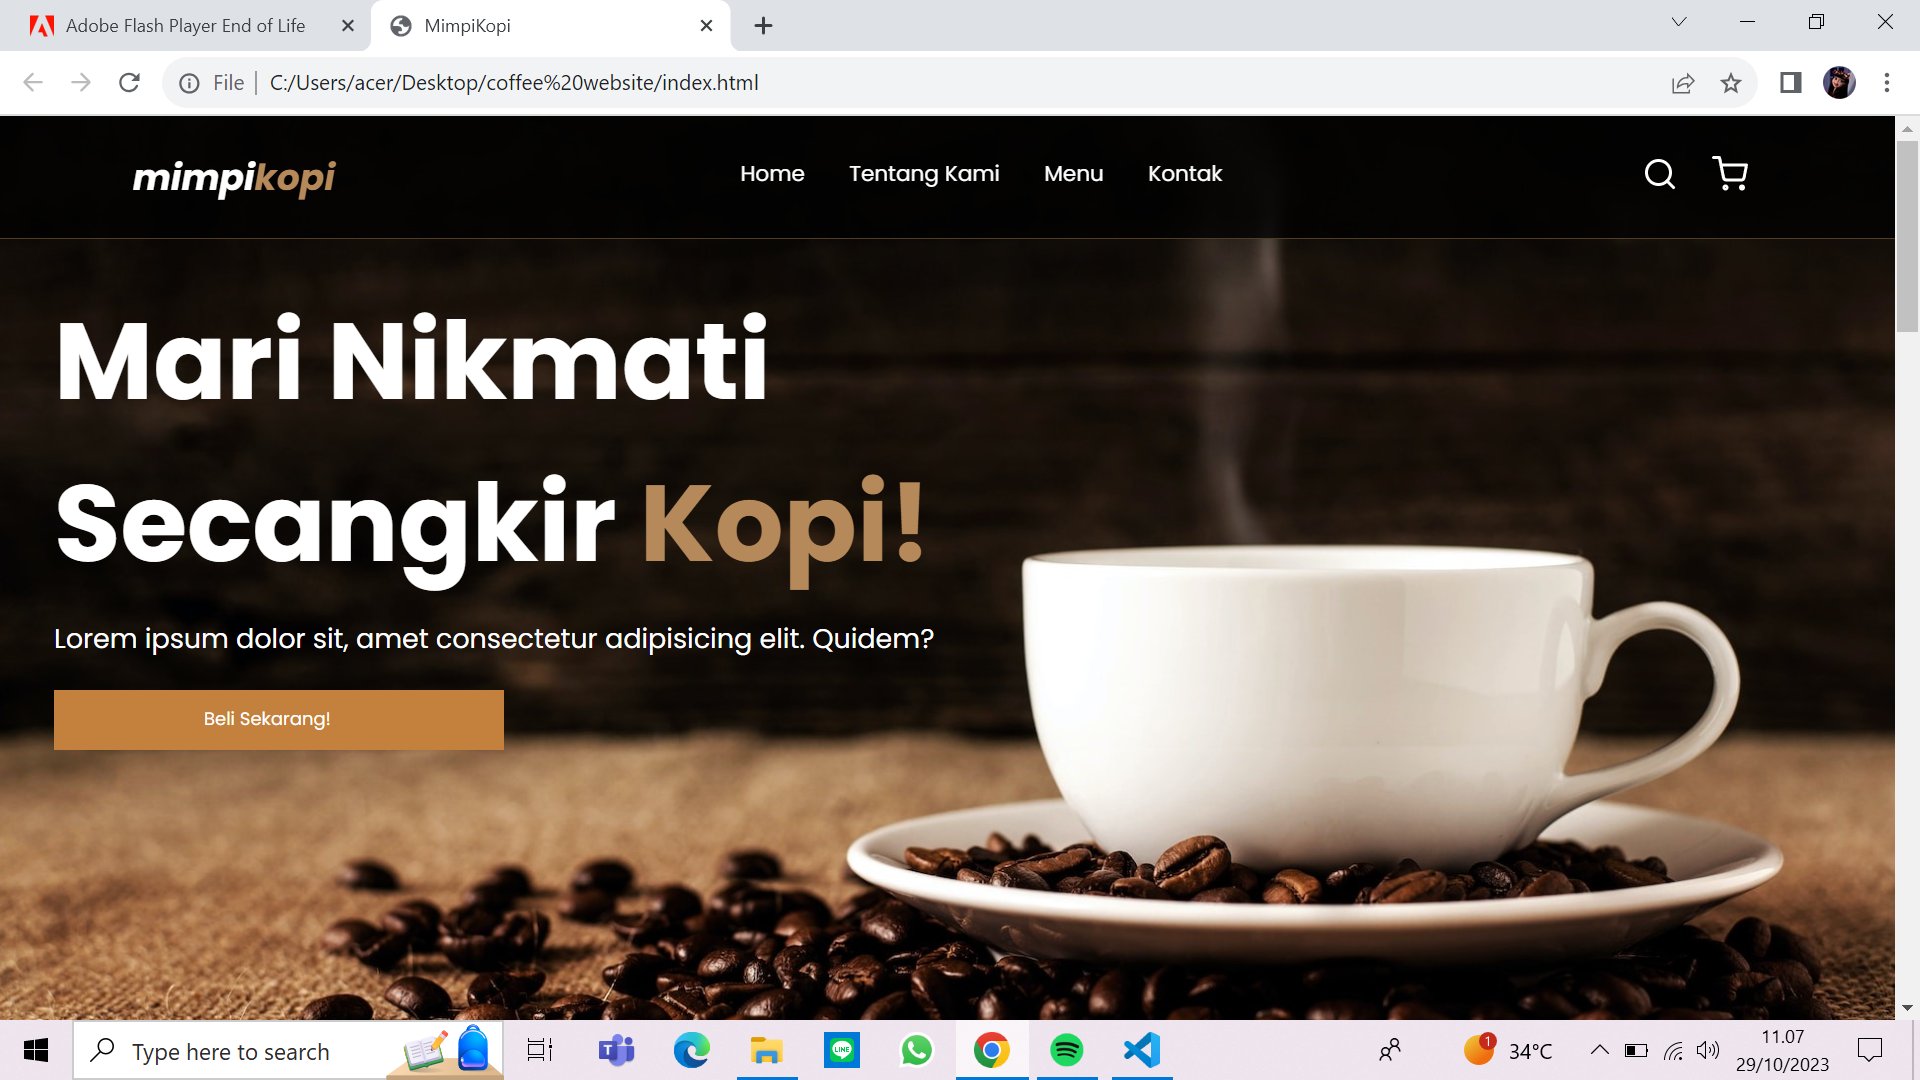 Adobe Flash Player End of Life
MimpiKopi
File
C:/Users/acer/Desktop/coffee%20website/index.html
mimpikopi
Home
Tentang Kami
Menu
Kontak
Mari Nikmati
Secangkir Kopi!
Lorem ipsum dolor sit, amet consectetur adipisicing elit. Quidem?
Beli Sekarang!
Type here to search
T
LINE
1
34°C
11.07
29/10/2023